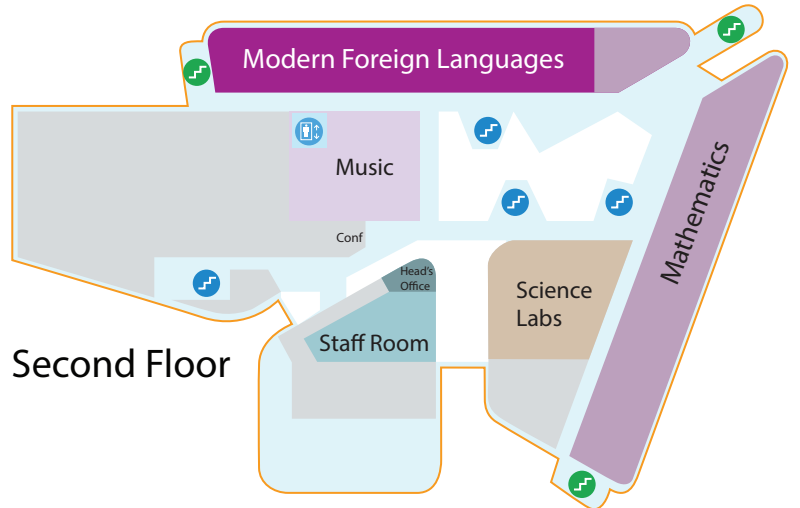 Modern Foreign Languages
Music
Mathematics
Conf
Head's
Office
Science
Labs
Staff Room
Second Floor